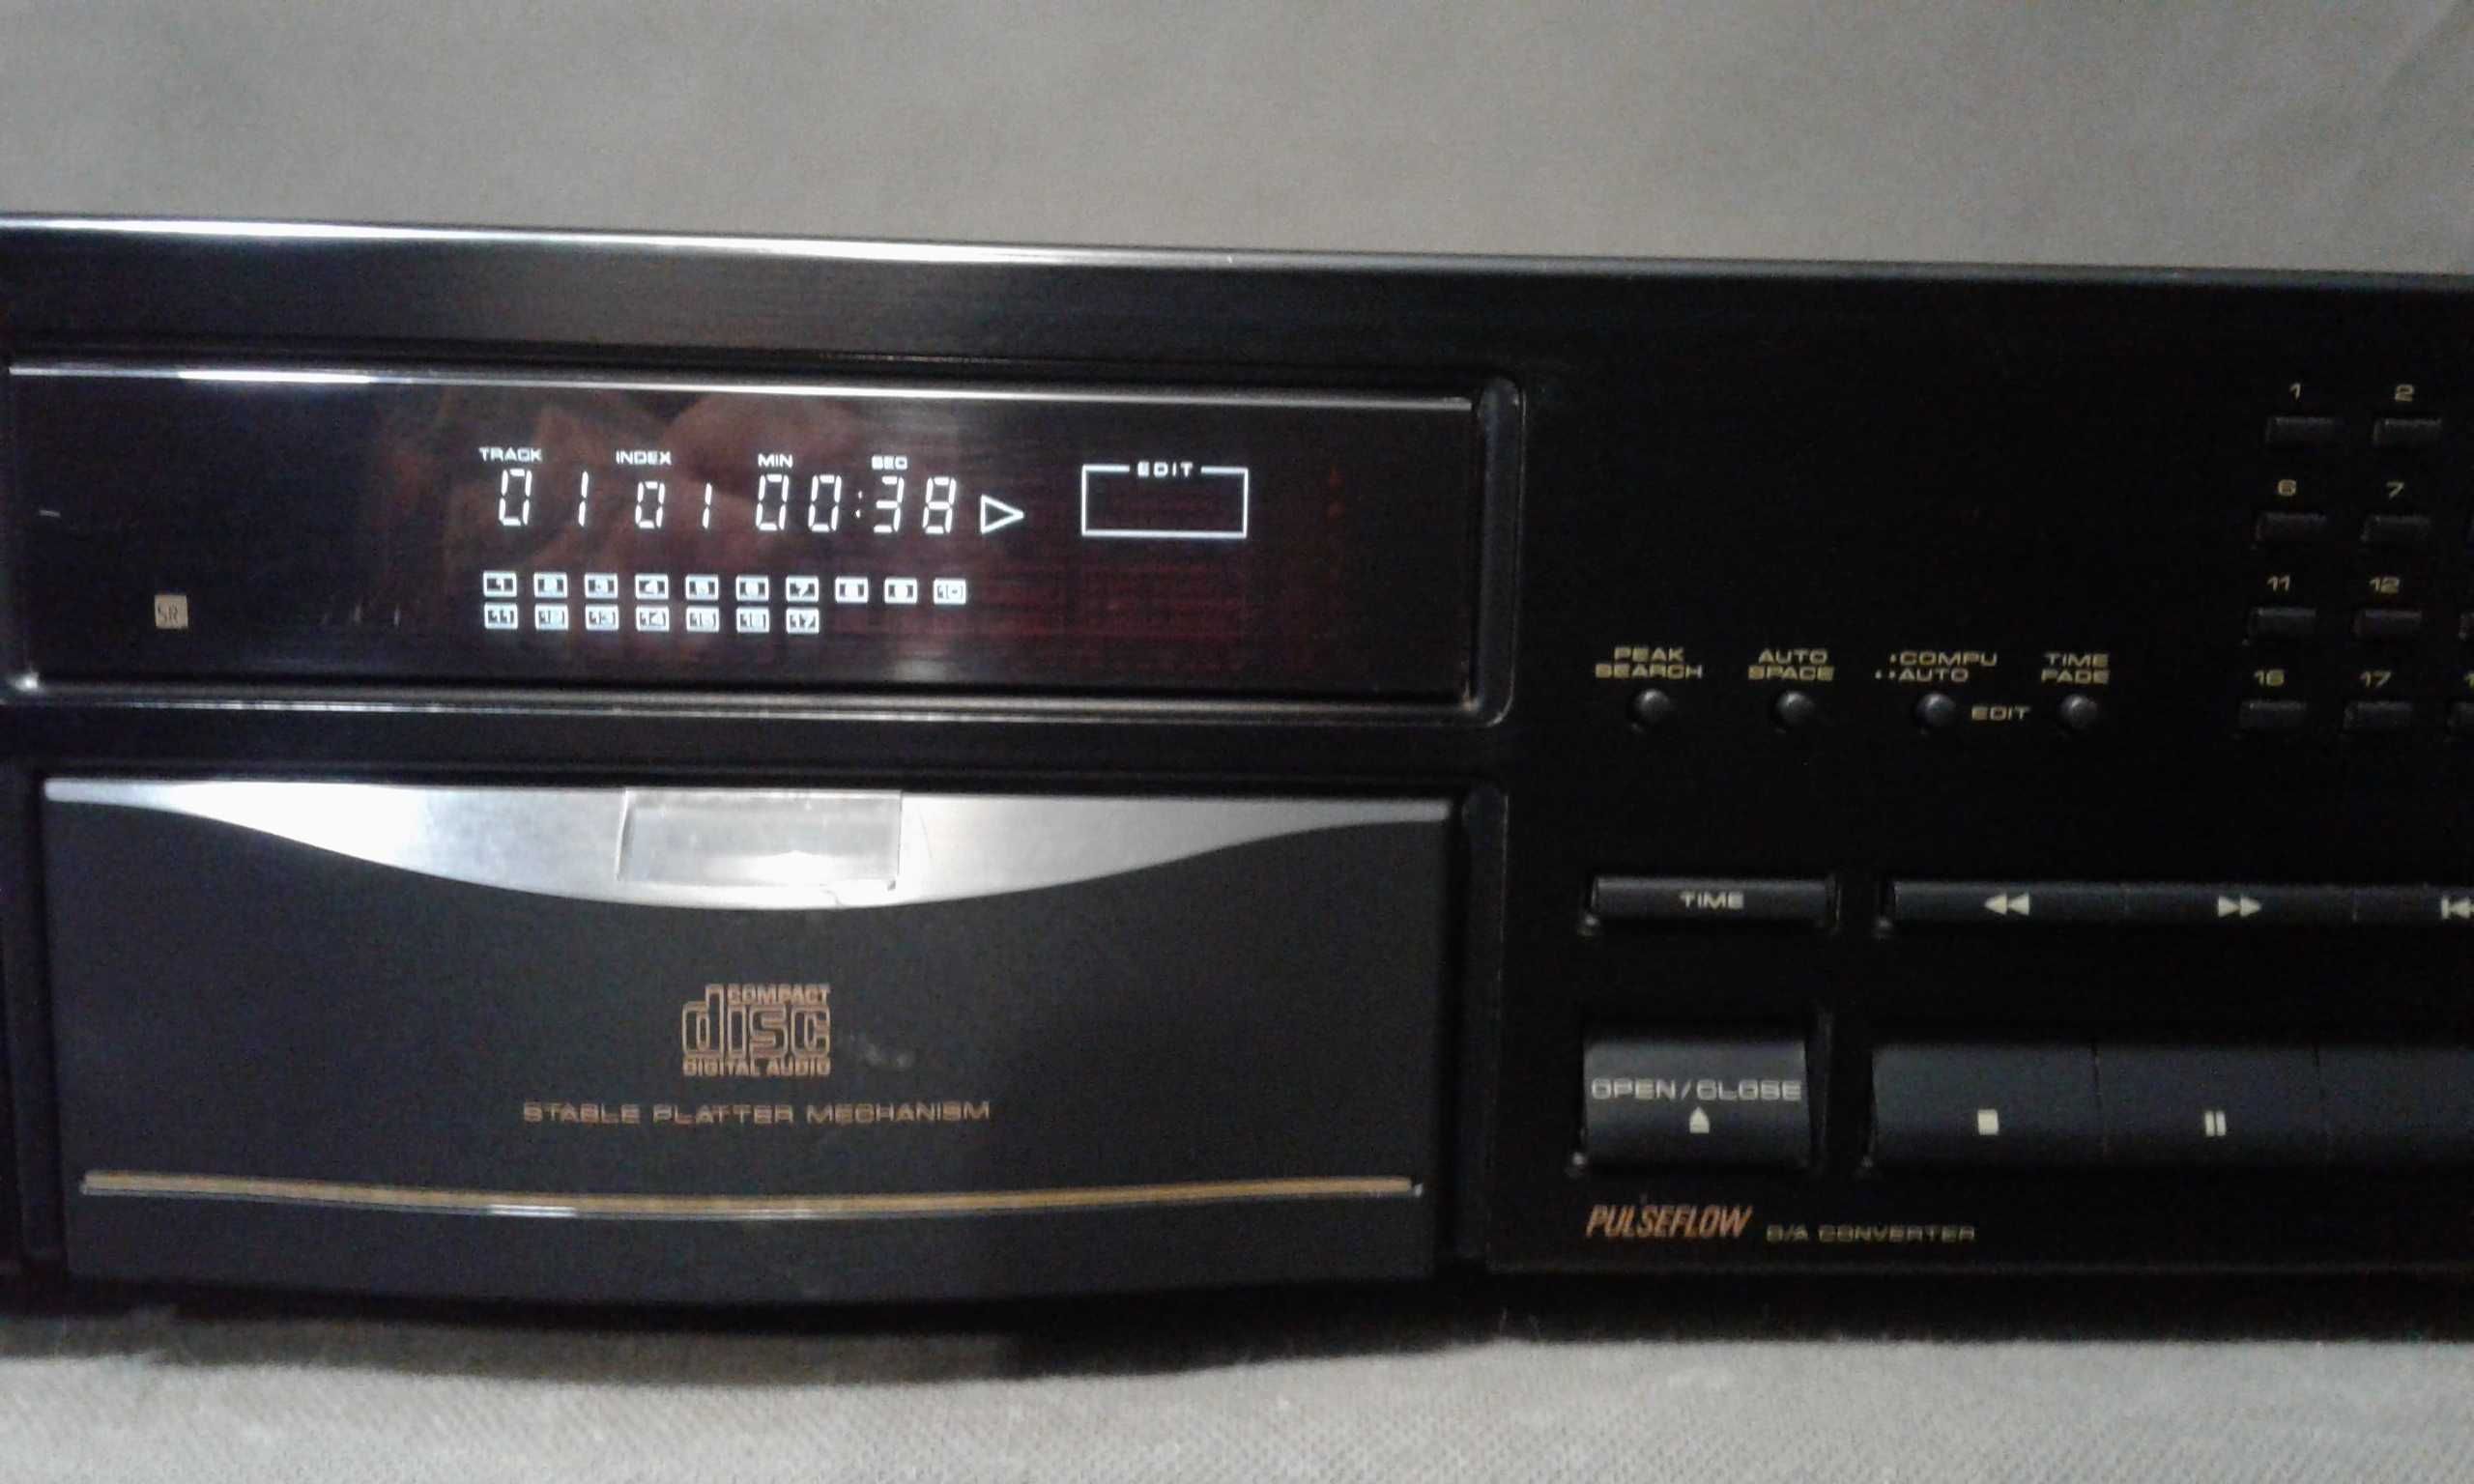 TRACK INDEX MIN SEC
01 01 00:38
EDIT
1 2 3 4 5 6 7 8 9 10
11 12 13 14 15 16 17
SR
1 2
6 7
11 12
16 17
PEAK SEARCH
AUTO SPACE
•COMPU
••AUTO
EDIT
TIME FADE
TIME
OPEN/CLOSE
COMPACT
disc
DIGITAL AUDIO
STABLE PLATTER MECHANISM
PULSEFLOW D/A CONVERTER